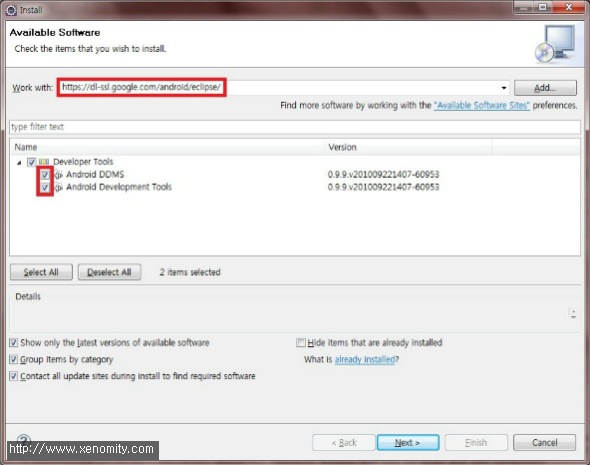 Install
Available Software
Check the items that you wish to install.
Work with: https://dl-ssl.google.com/android/eclipse/ Add...
Find more software by working with the "Available Software Sites" preferences.
type filter text
Name Version
Developer Tools
Android DDMS 0.9.9.v201009221407-60953
Android Development Tools 0.9.9.v201009221407-60953
Select All Deselect All 2 items selected
Details
Show only the latest versions of available software Hide items that are already installed
Group items by category What is already installed?
Contact all update sites during install to find required software
? < Back Next > Finish Cancel
http://www.xenomity.com